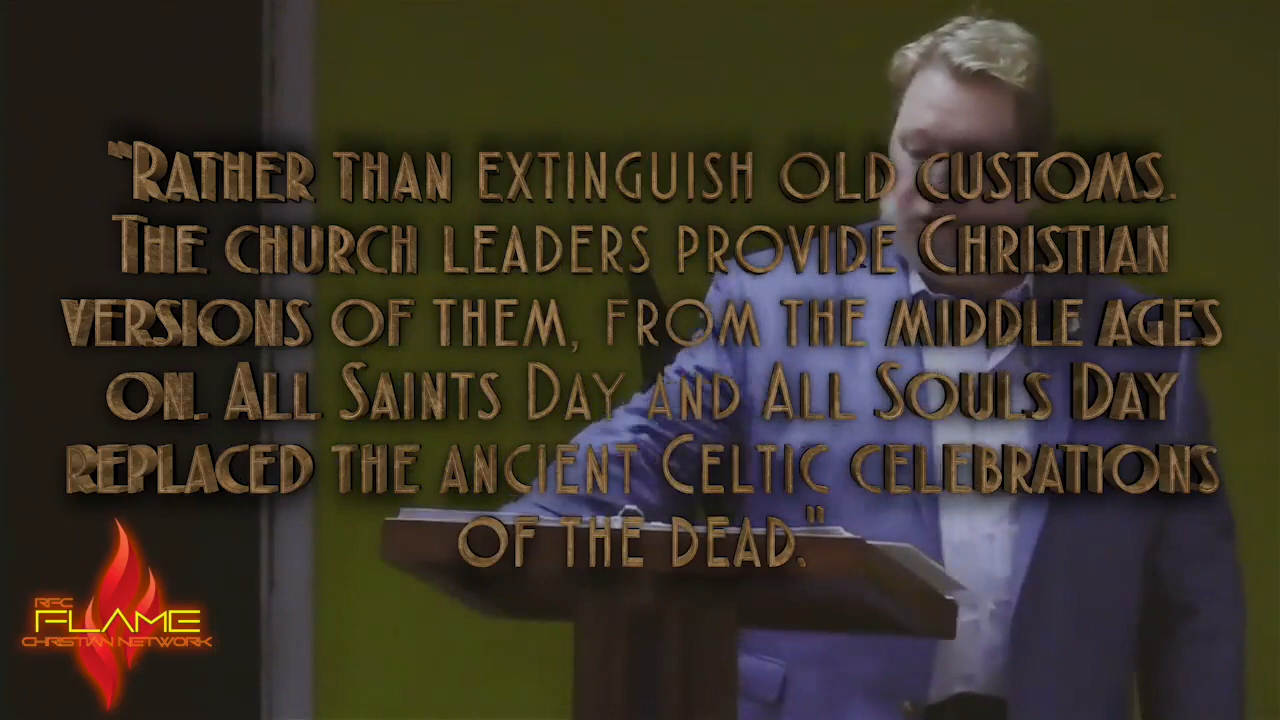 "Rather than extinguish old customs.
The church leaders provide Christian
versions of them, from the middle ages
on. All Saints Day and All Souls Day
replaced the ancient Celtic celebrations
of the dead."
RFC
FLAME
CHRISTIAN NETWORK